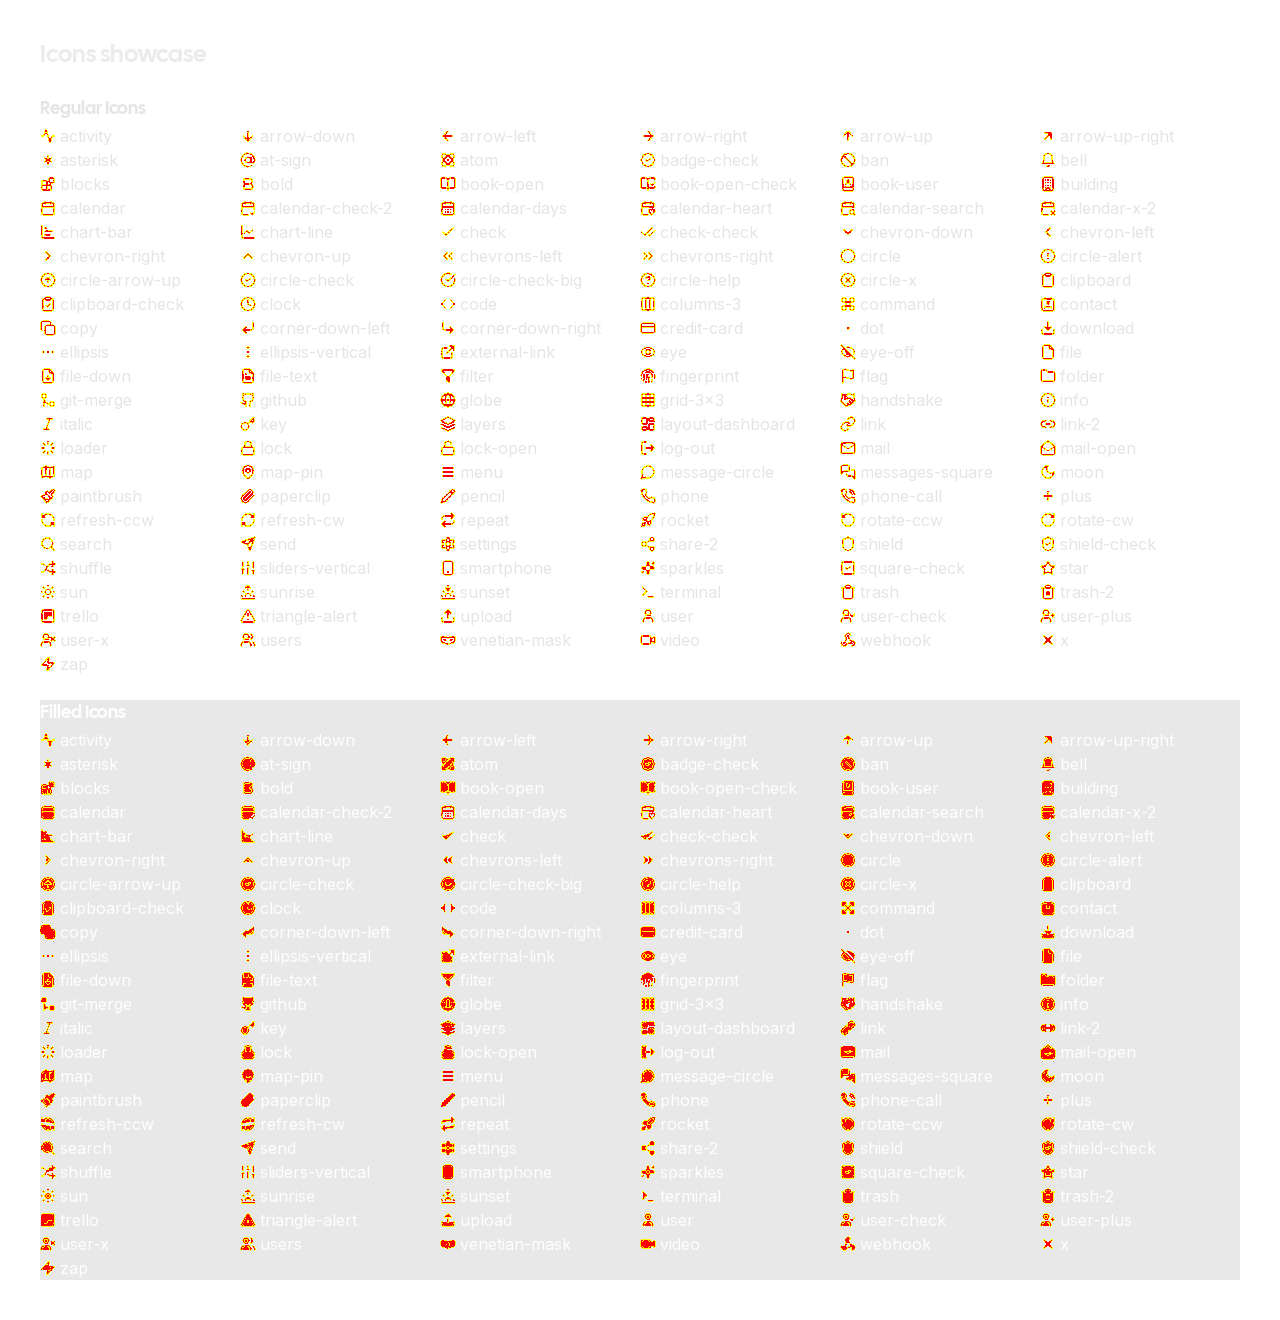 Icons showcase
Regular Icons
activity arrow-down arrow-left arrow-right arrow-up arrow-up-right
asterisk at-sign atom badge-check ban bell
blocks bold book-open book-open-check book-user building
calendar calendar-check-2 calendar-days calendar-heart calendar-search calendar-x-2
chart-bar chart-line check check-check chevron-down chevron-left
chevron-right chevron-up chevrons-left chevrons-right circle circle-alert
circle-arrow-up circle-check circle-check-big circle-help circle-x clipboard
clipboard-check clock code columns-3 command contact
copy corner-down-left corner-down-right credit-card dot download
ellipsis ellipsis-vertical external-link eye eye-off file
file-down file-text filter fingerprint flag folder
git-merge github globe grid-3×3 handshake info
italic key layers layout-dashboard link link-2
loader lock lock-open log-out mail mail-open
map map-pin menu message-circle messages-square moon
paintbrush paperclip pencil phone phone-call plus
refresh-ccw refresh-cw repeat rocket rotate-ccw rotate-cw
search send settings share-2 shield shield-check
shuffle sliders-vertical smartphone sparkles square-check star
sun sunrise sunset terminal trash trash-2
trello triangle-alert upload user user-check user-plus
user-x users venetian-mask video webhook x
zap
Filled Icons
activity arrow-down arrow-left arrow-right arrow-up arrow-up-right
asterisk at-sign atom badge-check ban bell
blocks bold book-open book-open-check book-user building
calendar calendar-check-2 calendar-days calendar-heart calendar-search calendar-x-2
chart-bar chart-line check check-check chevron-down chevron-left
chevron-right chevron-up chevrons-left chevrons-right circle circle-alert
circle-arrow-up circle-check circle-check-big circle-help circle-x clipboard
clipboard-check clock code columns-3 command contact
copy corner-down-left corner-down-right credit-card dot download
ellipsis ellipsis-vertical external-link eye eye-off file
file-down file-text filter fingerprint flag folder
git-merge github globe grid-3×3 handshake info
italic key layers layout-dashboard link link-2
loader lock lock-open log-out mail mail-open
map map-pin menu message-circle messages-square moon
paintbrush paperclip pencil phone phone-call plus
refresh-ccw refresh-cw repeat rocket rotate-ccw rotate-cw
search send settings share-2 shield shield-check
shuffle sliders-vertical smartphone sparkles square-check star
sun sunrise sunset terminal trash trash-2
trello triangle-alert upload user user-check user-plus
user-x users venetian-mask video webhook x
zap